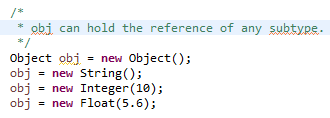 /*
 * obj can hold the reference of any subtype.
 */
Object obj = new Object();
obj = new String();
obj = new Integer(10);
obj = new Float(5.6);